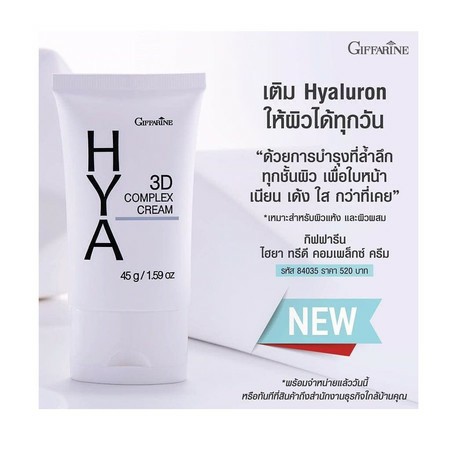 GIFFARINE
เติม Hyaluron
ให้ผิวได้ทุกวัน
“ด้วยการบำรุงที่ล้ำลึก
ทุกชั้นผิว เพื่อใบหน้า
เนียน เด้ง ใส กว่าที่เคย”
*เหมาะสำหรับผิวแห้ง และผิวผสม
กิฟฟารีน
ไฮยา ทรีดี คอมเพล็กซ์ ครีม
รหัส 84035 ราคา 520 บาท
NEW
*พร้อมจำหน่ายแล้ววันนี้
หรือทันทีที่สินค้าถึงสำนักงานธุรกิจใกล้บ้านคุณ
GIFFARINE
HYA
3D
COMPLEX
CREAM
45 g / 1.59 oz